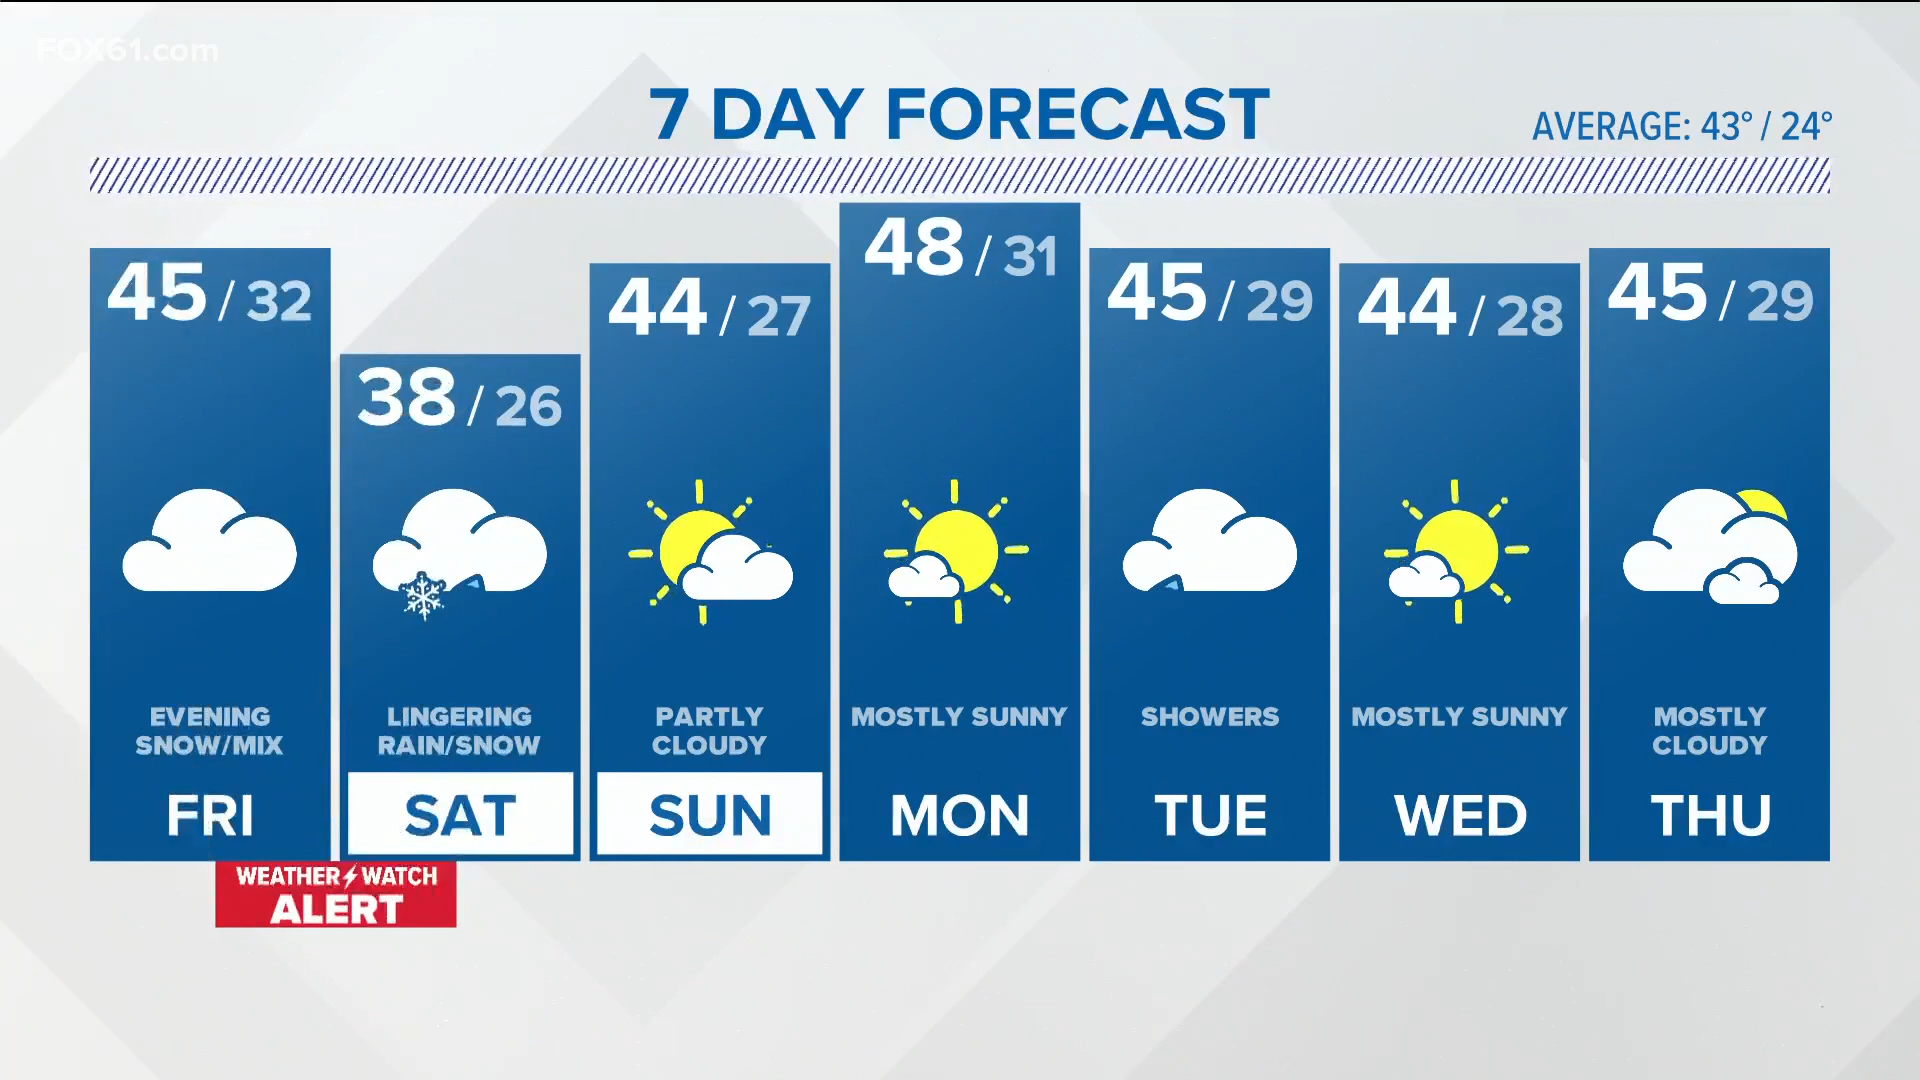 FOX61.com
7 DAY FORECAST
AVERAGE: 43° / 24°
45 / 32
EVENING
SNOW/MIX
FRI
38 / 26
LINGERING
RAIN/SNOW
SAT
44 / 27
PARTLY
CLOUDY
SUN
48 / 31
MOSTLY SUNNY
MON
45 / 29
SHOWERS
TUE
44 / 28
MOSTLY SUNNY
WED
45 / 29
MOSTLY
CLOUDY
THU
WEATHER WATCH
ALERT